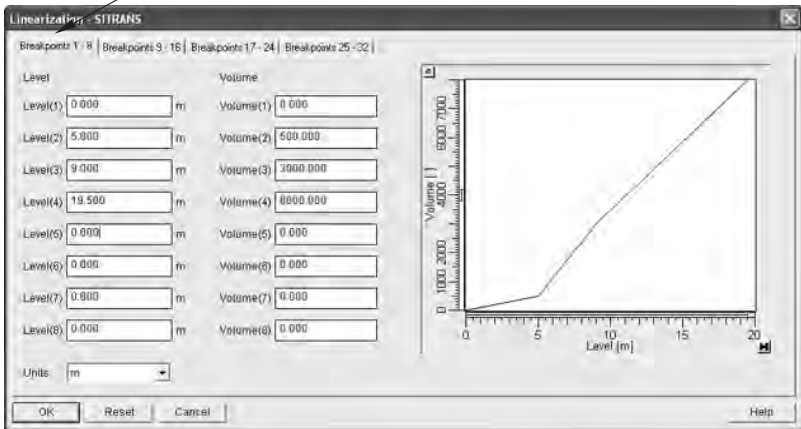 Linearization - SITRANS
Breakpoints 1 - 8 Breakpoints 9 - 16 Breakpoints 17 - 24 Breakpoints 25 - 32
Level Volume
Level(1) 0.000 m Volume(1) 0.000
Level(2) 5.000 m Volume(2) 500.000
Level(3) 9.000 m Volume(3) 3000.000
Level(4) 19.500 m Volume(4) 8000.000
Level(5) 0.000 m Volume(5) 0.000
Level(6) 0.000 m Volume(6) 0.000
Level(7) 0.000 m Volume(7) 0.000
Level(8) 0.000 m Volume(8) 0.000
Units m
Volume [ ]
0 1000 2000 4000 6000 7000
0 5 10 15 20
Level [m]
OK Reset Cancel Help